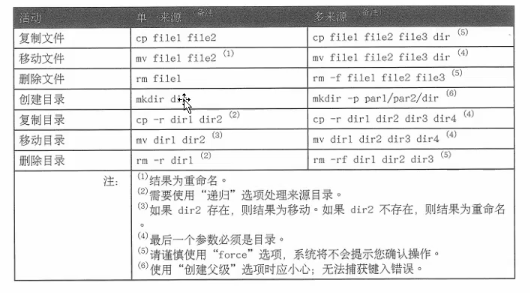 活动 单一来源 备注 多来源 备注1
复制文件 cp file1 file2 cp file1 file2 file3 dir (5)
移动文件 mv file1 file2 (1) mv file1 file2 file3 dir (4)
删除文件 rm file1 rm -f file1 file2 file3 (5)
创建目录 mkdir dir mkdir -p par1/par2/dir (6)
复制目录 cp -r dir1 dir2 (2) cp -r dir1 dir2 dir3 dir4 (4)
移动目录 mv dir1 dir2 (3) mv dir1 dir2 dir3 dir4 (4)
删除目录 rm -r dir1 (2) rm -rf dir1 dir2 dir3 (5)
注: (1)结果为重命名。
(2)需要使用“递归”选项处理来源目录。
(3)如果 dir2 存在, 则结果为移动。如果 dir2 不存在, 则结果为重命名
。
(4)最后一个参数必须是目录。
(5)请谨慎使用“force”选项, 系统将不会提示您确认操作。
(6)使用“创建父级”选项时应小心; 无法捕获键入错误。